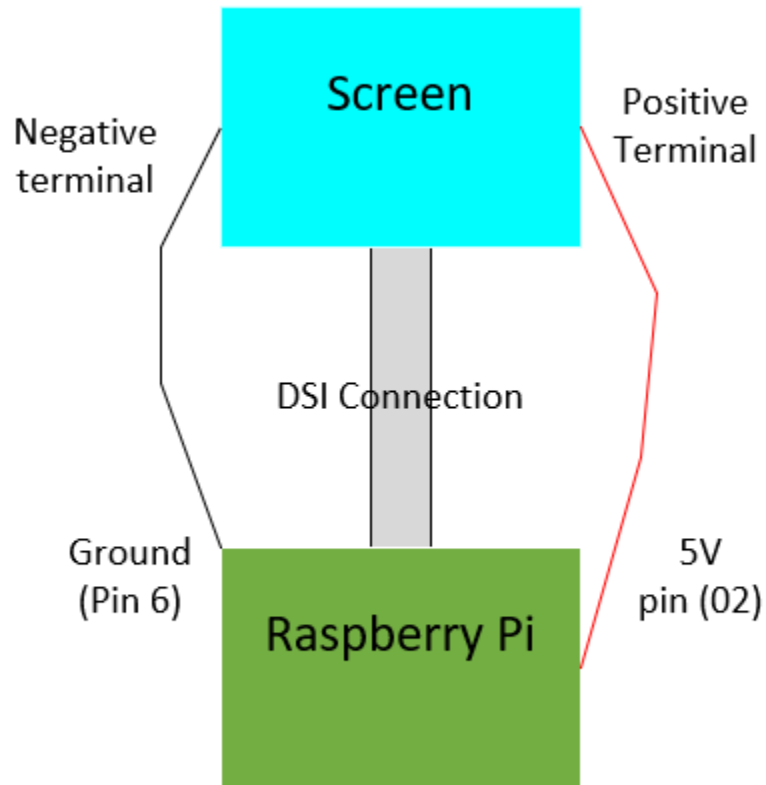 Screen
Negative
terminal
Positive
Terminal
DSI Connection
Ground
(Pin 6)
5V
pin (02)
Raspberry Pi